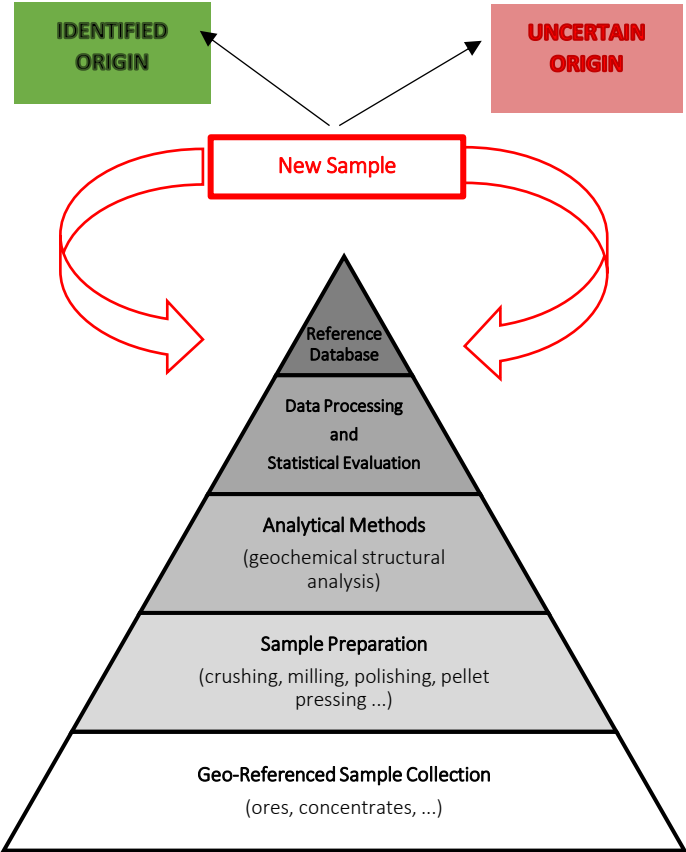 IDENTIFIED
ORIGIN
UNCERTAIN
ORIGIN
New Sample
Reference
Database
Data Processing
and
Statistical Evaluation
Analytical Methods
(geochemical structural
analysis)
Sample Preparation
(crushing, milling, polishing, pellet
pressing ...)
Geo-Referenced Sample Collection
(ores, concentrates, ...)